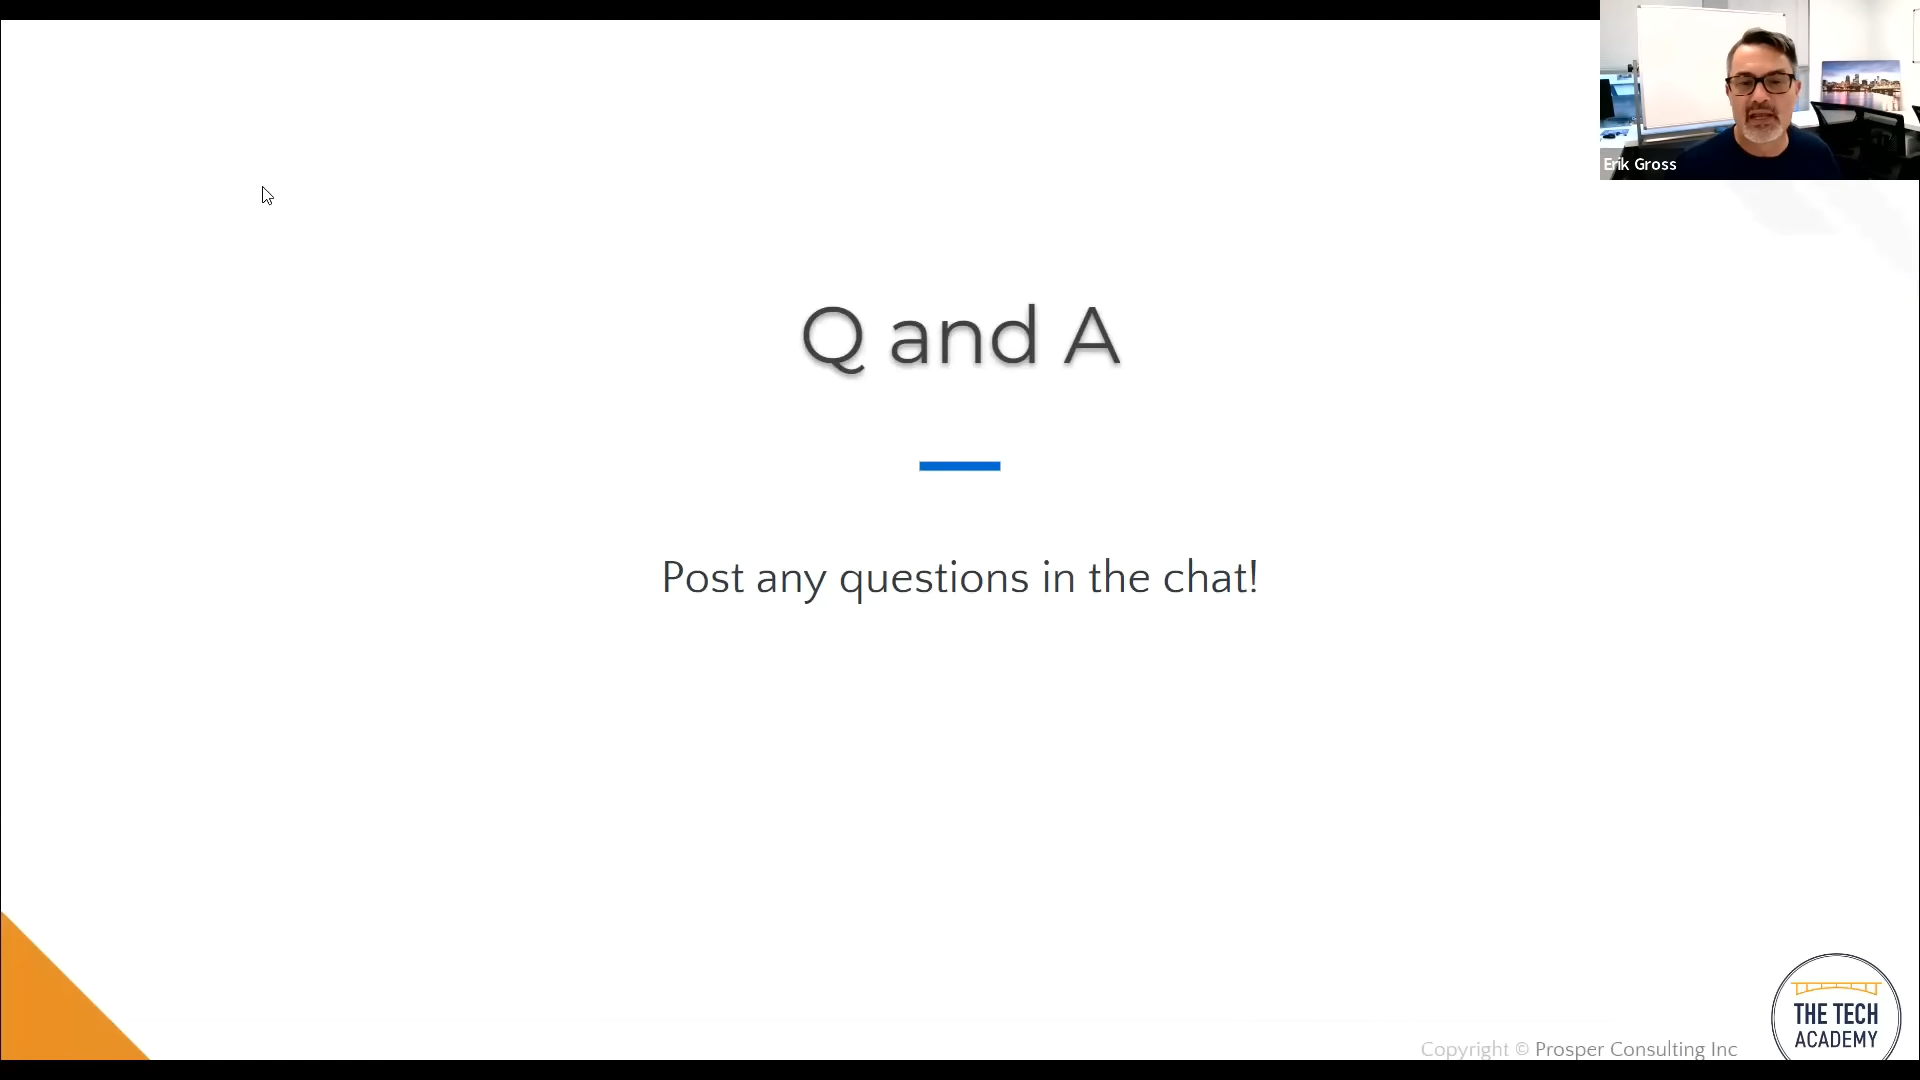 Erik Gross
Q and A
Post any questions in the chat!
Copyright © Prosper Consulting Inc
THE TECH
ACADEMY